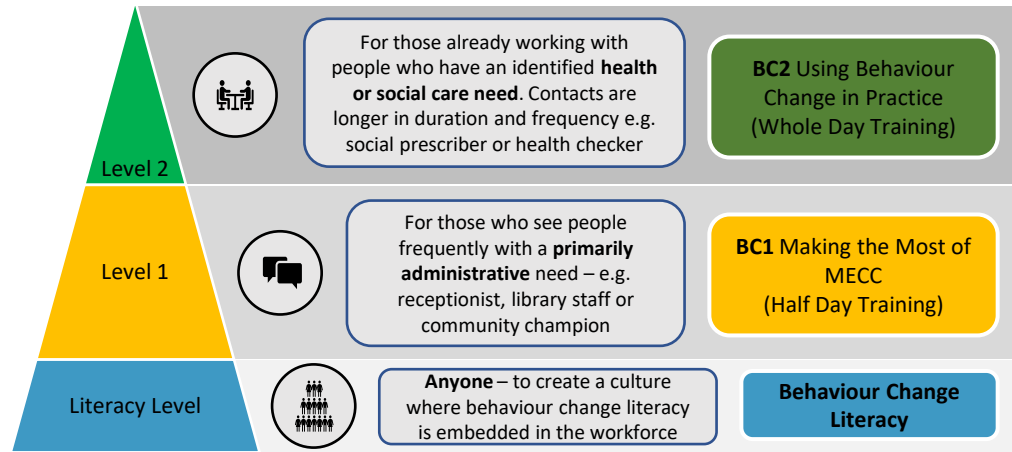 Level 2
For those already working with
people who have an identified health
or social care need. Contacts are
longer in duration and frequency e.g.
social prescriber or health checker
BC2 Using Behaviour
Change in Practice
(Whole Day Training)
Level 1
For those who see people
frequently with a primarily
administrative need – e.g.
receptionist, library staff or
community champion
BC1 Making the Most of
MECC
(Half Day Training)
Literacy Level
Anyone – to create a culture
where behaviour change literacy
is embedded in the workforce
Behaviour Change
Literacy